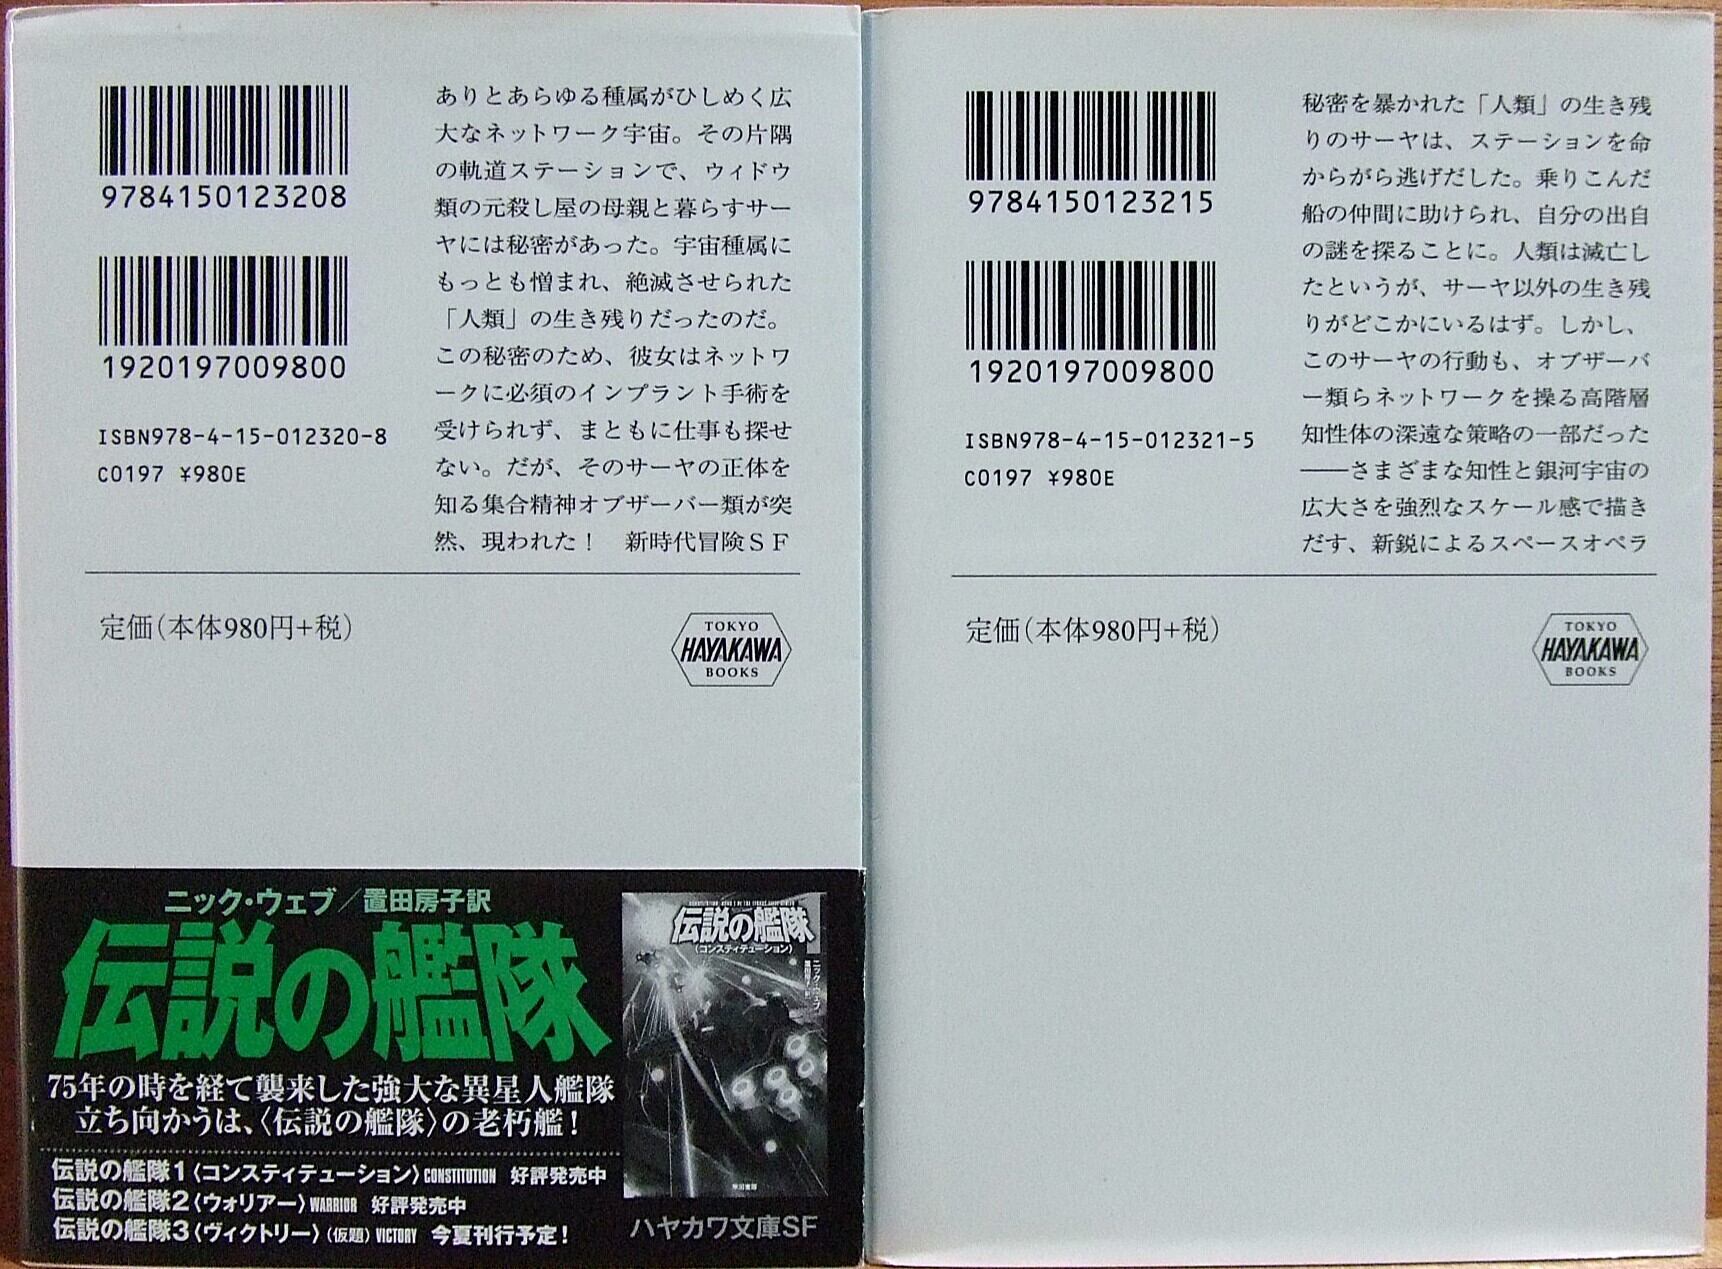 9784150123208
1920197009800
ISBN978-4-15-012320-8
C0197 ¥980E
ありとあらゆる種属がひしめく広
大なネットワーク宇宙。その片隅
の軌道ステーションで、ウィドウ
類の元殺し屋の母親と暮らすサー
ヤには秘密があった。宇宙種属に
もっとも憎まれ、絶滅させられた
「人類」の生き残りだったのだ。
この秘密のため、彼女はネットワ
ークに必須のインプラント手術を
受けられず、まともに仕事も探せ
ない。だが、そのサーヤの正体を
知る集合精神オブザーバー類が突
然、現われた！　新時代冒険ＳＦ
定価(本体980円+税)
TOKYO
HAYAKAWA
BOOKS
ニック・ウェブ／置田房子訳
伝説の艦隊
75年の時を経て襲来した強大な異星人艦隊
立ち向かうは、〈伝説の艦隊〉の老朽艦！
伝説の艦隊1〈コンスティテューション〉CONSTITUTION 好評発売中
伝説の艦隊2〈ウォリアー〉WARRIOR 好評発売中
伝説の艦隊3〈ヴィクトリー〉(仮題) VICTORY 今夏刊行予定！
伝説の艦隊1
〈コンスティテューション〉
ニック・ウェブ
早川書房
ハヤカワ文庫SF
9784150123215
1920197009800
ISBN978-4-15-012321-5
C0197 ¥980E
秘密を暴かれた「人類」の生き残
りのサーヤは、ステーションを命
からがら逃げだした。乗りこんだ
船の仲間に助けられ、自分の出自
の謎を探ることに。人類は滅亡し
たというが、サーヤ以外の生き残
りがどこかにいるはず。しかし、
このサーヤの行動も、オブザーバ
ー類らネットワークを操る高階層
知性体の深遠な策略の一部だった
――さまざまな知性と銀河宇宙の
広大さを強烈なスケール感で描き
だす、新鋭によるスペースオペラ
定価(本体980円+税)
TOKYO
HAYAKAWA
BOOKS